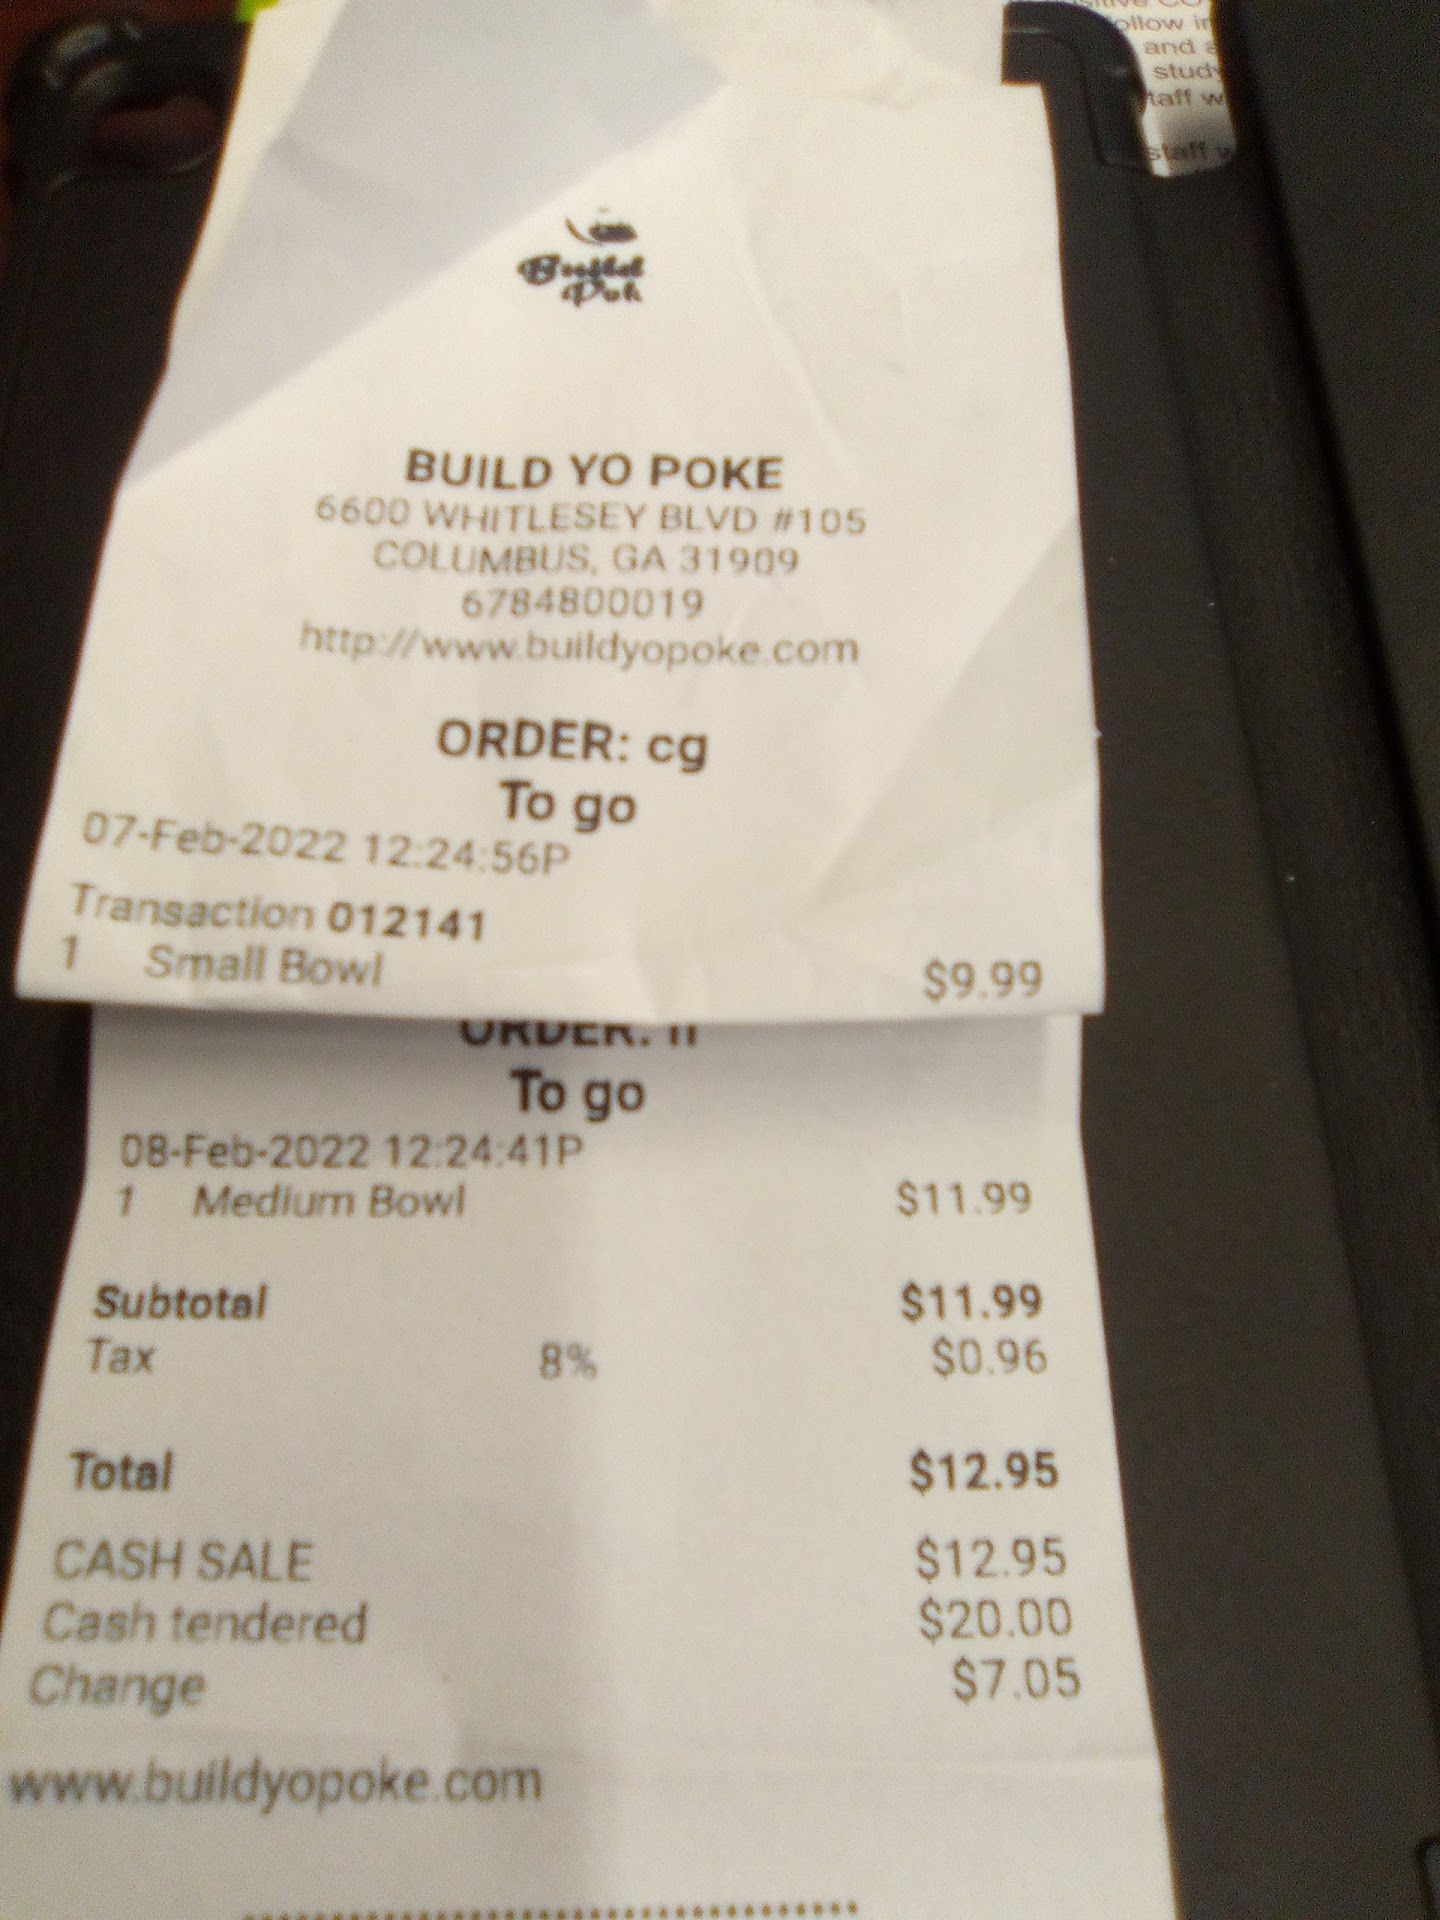 BUILD YO POKE
6600 WHITLESEY BLVD #105
COLUMBUS, GA 31909
6784800019
http://www.buildyopoke.com
ORDER: cg
To go
07-Feb-2022 12:24:56P
Transaction 012141
1 Small Bowl $9.99
ORDER:
To go
08-Feb-2022 12:24:41P
1 Medium Bowl $11.99
Subtotal $11.99
Tax 8% $0.96
Total $12.95
CASH SALE $12.95
Cash tendered $20.00
Change $7.05
www.buildyopoke.com
and
staff